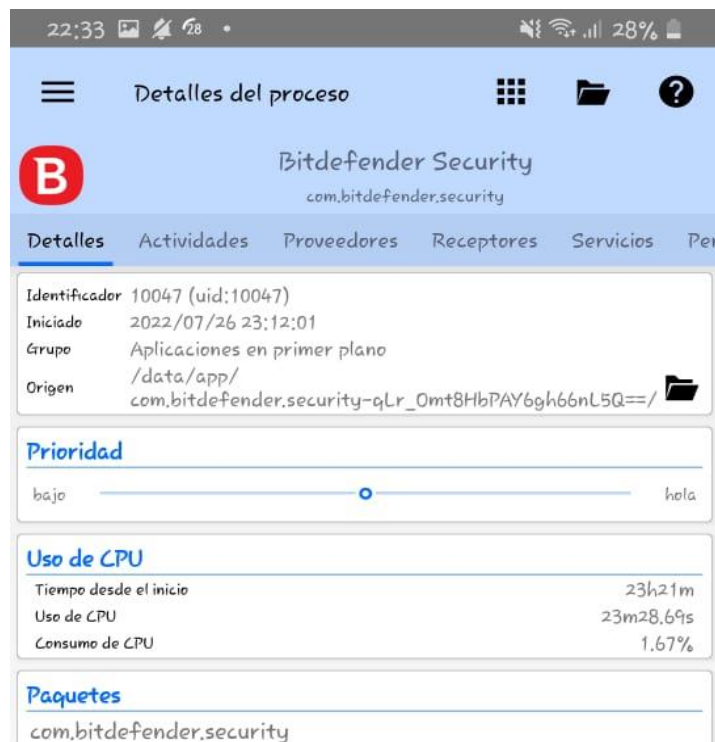 22:33 28 28%
Detalles del proceso
B
Bitdefender Security
com.bitdefender.security
Detalles Actividades Proveedores Receptores Servicios Per
Identificador 10047 (uid:10047)
Iniciado 2022/07/26 23:12:01
Grupo Aplicaciones en primer plano
Origen /data/app/
com.bitdefender.security-qLr_0mt8HbPAY6gh66nL5Q==/
Prioridad
bajo hola
Uso de CPU
Tiempo desde el inicio 23h21m
Uso de CPU 23m28.69s
Consumo de CPU 1.67%
Paquetes
com.bitdefender.security